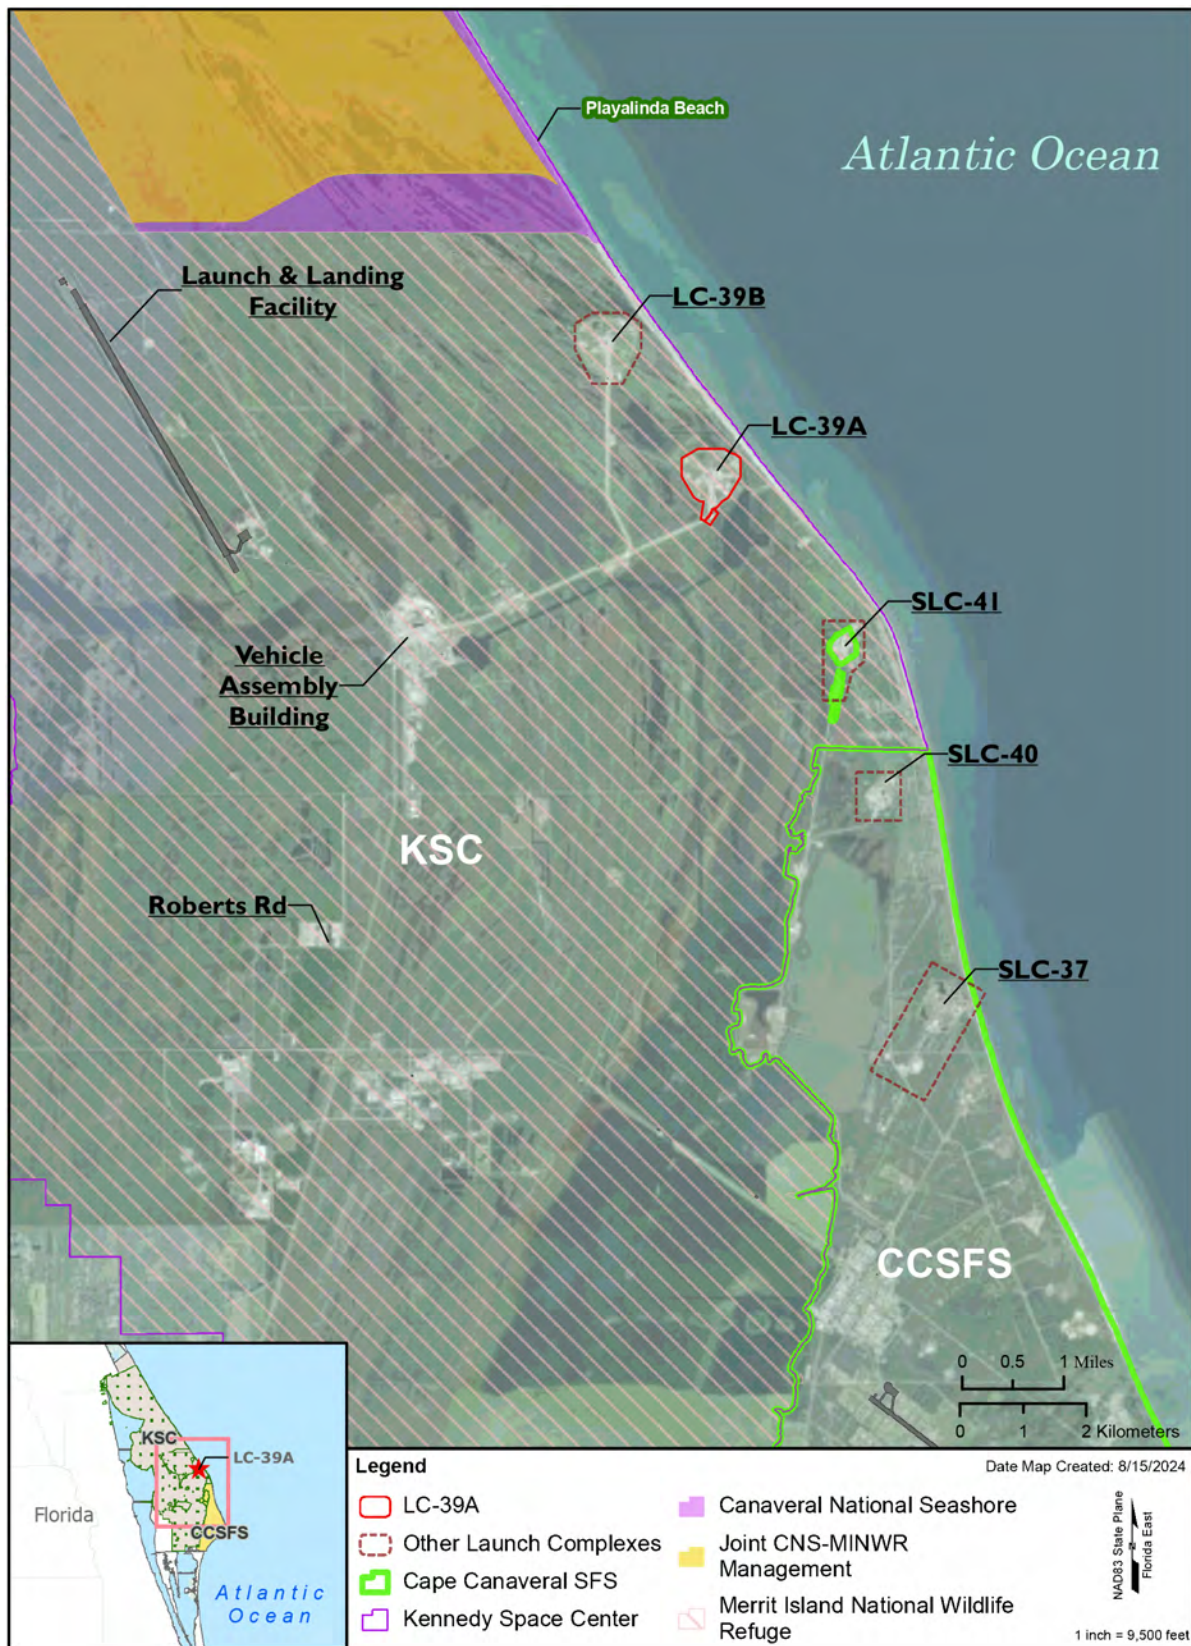 Playalinda Beach
Atlantic Ocean
Launch & Landing
Facility
LC-39B
LC-39A
SLC-41
Vehicle
Assembly
Building
SLC-40
KSC
Roberts Rd
SLC-37
CCSFS
0 0.5 1 Miles
0 1 2 Kilometers
KSC
LC-39A
Florida
CCSFS
Atlantic
Ocean
Legend
Date Map Created: 8/15/2024
LC-39A
Other Launch Complexes
Cape Canaveral SFS
Kennedy Space Center
Canaveral National Seashore
Joint CNS-MINWR
Management
Merrit Island National Wildlife
Refuge
NAD83 State Plane
Florida East
1 inch = 9,500 feet